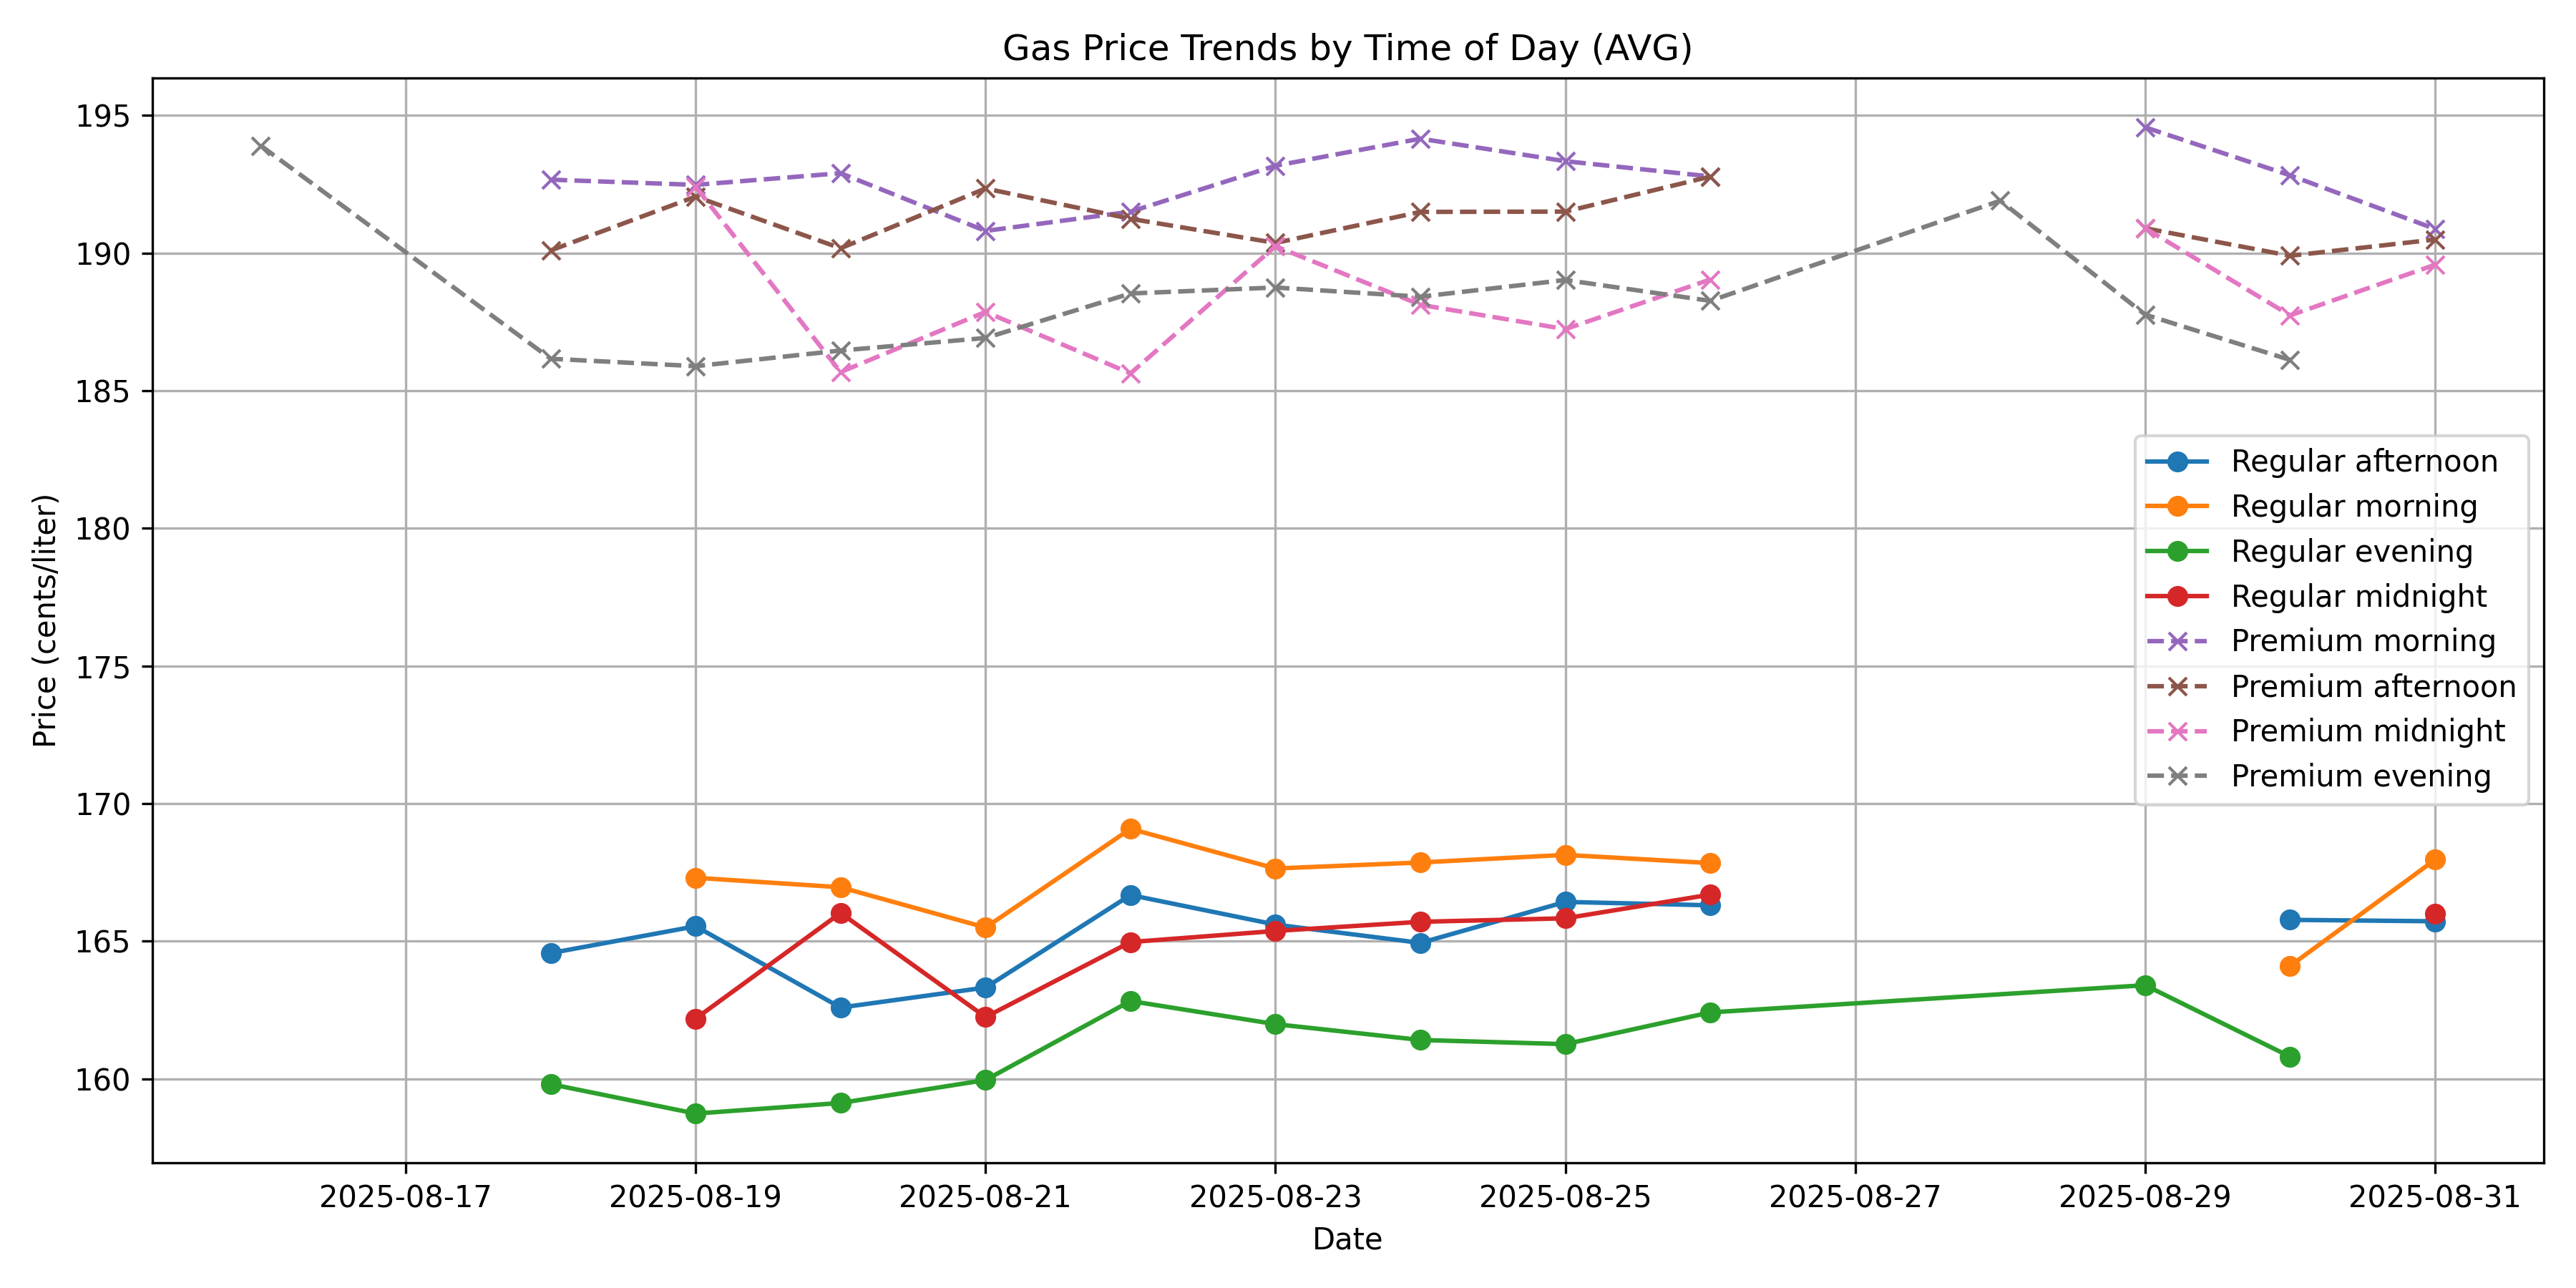 Gas Price Trends by Time of Day (AVG)
195
190
185
180
175
170
165
160
Price (cents/liter)
Regular afternoon
Regular morning
Regular evening
Regular midnight
Premium morning
Premium afternoon
Premium midnight
Premium evening
2025-08-17 2025-08-19 2025-08-21 2025-08-23 2025-08-25 2025-08-27 2025-08-29 2025-08-31
Date